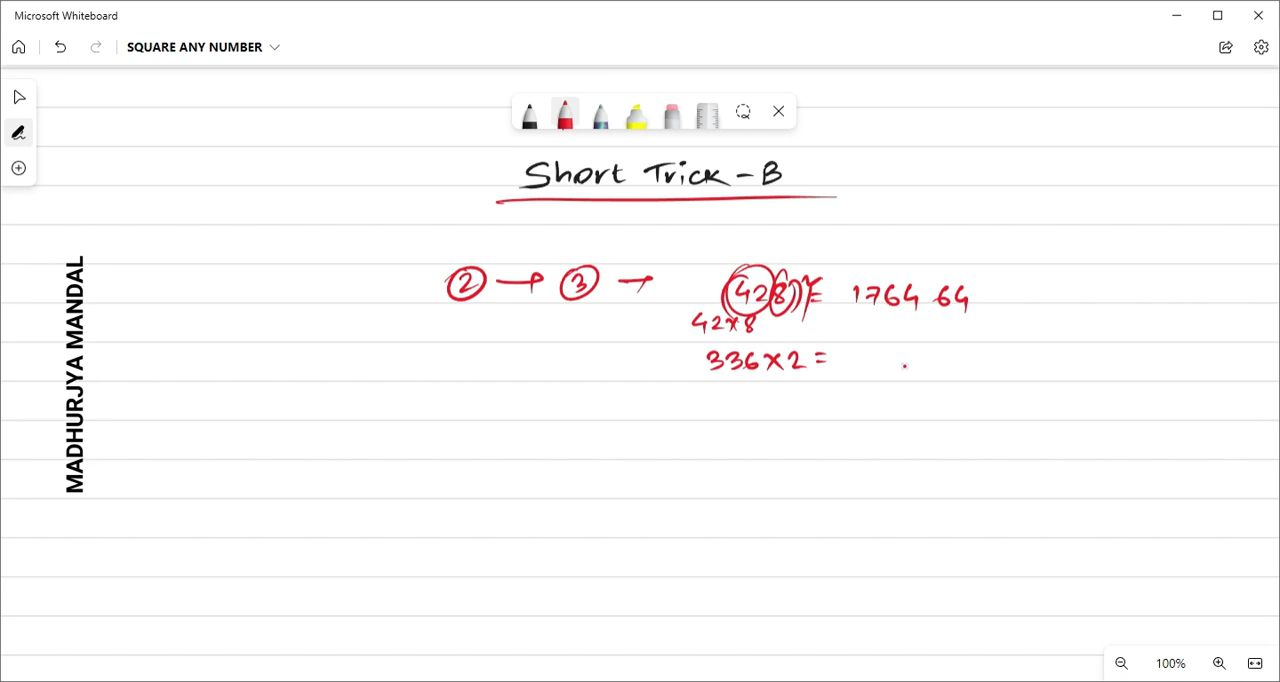 Microsoft Whiteboard
SQUARE ANY NUMBER
Short Trick - B
MADHURJYA MANDAL
2 → 3 → (428)² = 1764 64
42×8
336×2 =
100%